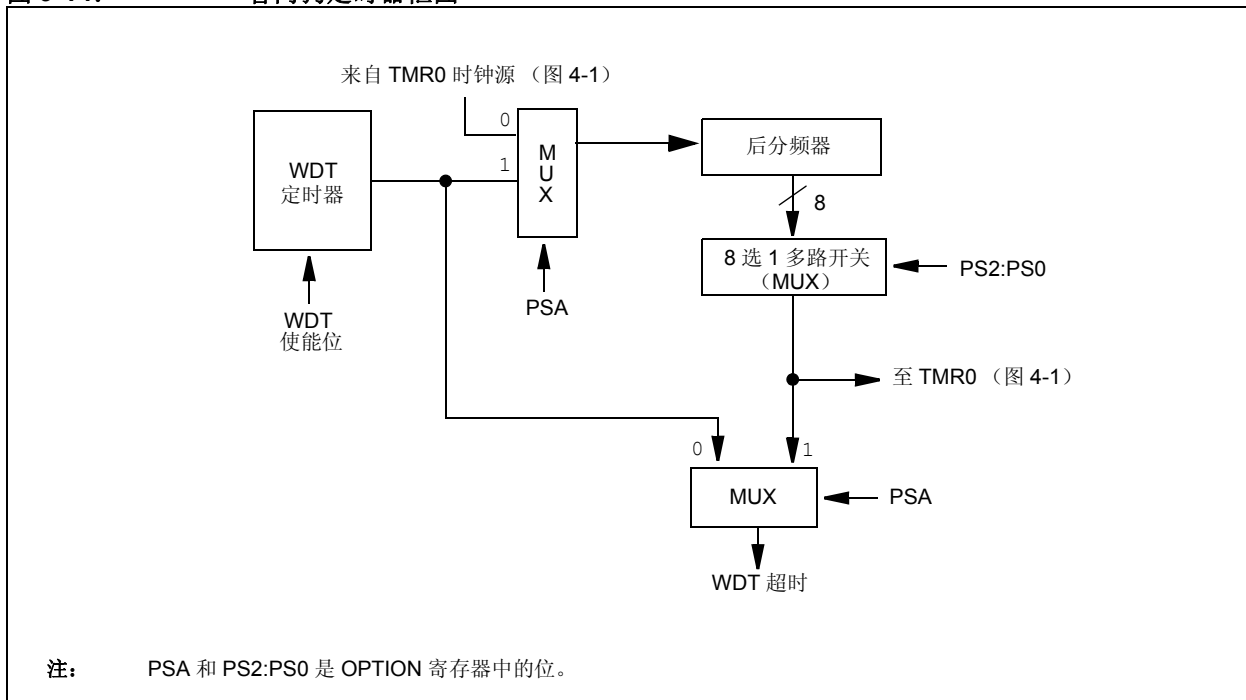 来自 TMR0 时钟源 （图 4-1）
0
1
M
U
X
WDT
定时器
后分频器
8
8 选 1 多路开关
（MUX）
PS2:PS0
PSA
WDT
使能位
至 TMR0 （图 4-1）
0
1
MUX
PSA
WDT 超时
注： PSA 和 PS2:PS0 是 OPTION 寄存器中的位。